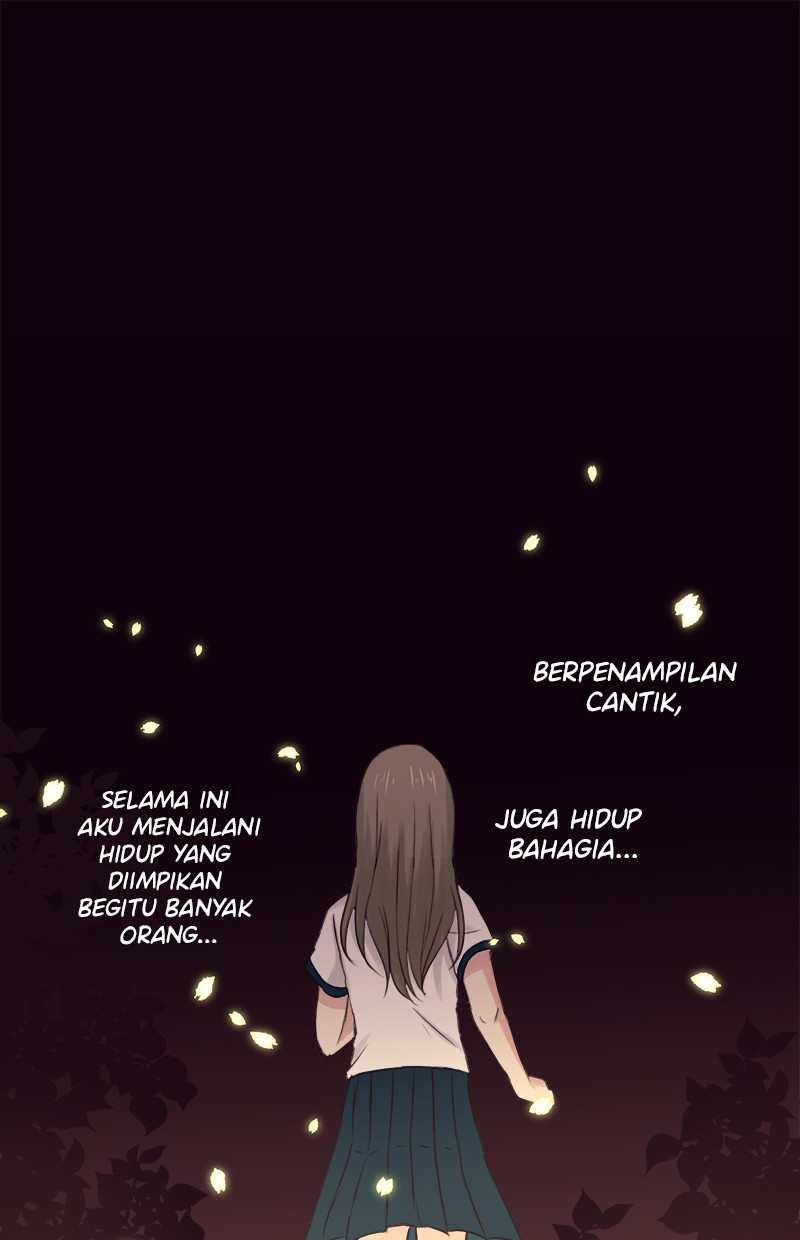 BERPENAMPILAN
CANTIK,
JUGA HIDUP
BAHAGIA...
SELAMA INI
AKU MENJALANI
HIDUP YANG
DIIMPIKAN
BEGITU BANYAK
ORANG...